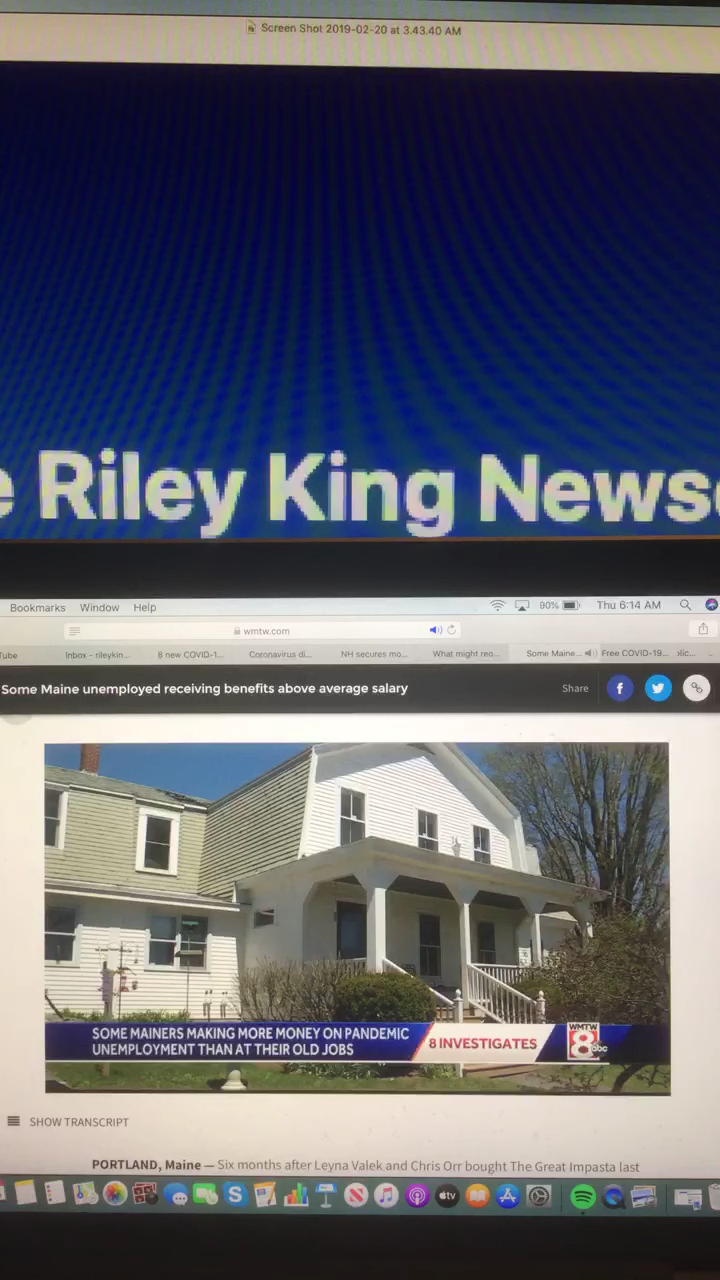 Screen Shot 2019-02-20 at 3.43.40 AM
e Riley King News
Bookmarks Window Help 90% Thu 6:14 AM
wmtw.com
Tube Inbox – rileykin... 8 new COVID-1... Coronavirus di... NH secures mo... What might reo... Some Maine... Free COVID-19...
Some Maine unemployed receiving benefits above average salary Share
SOME MAINERS MAKING MORE MONEY ON PANDEMIC
UNEMPLOYMENT THAN AT THEIR OLD JOBS
8 INVESTIGATES
WMTW
8
abc
SHOW TRANSCRIPT
PORTLAND, Maine — Six months after Leyna Valek and Chris Orr bought The Great Impasta last
tv